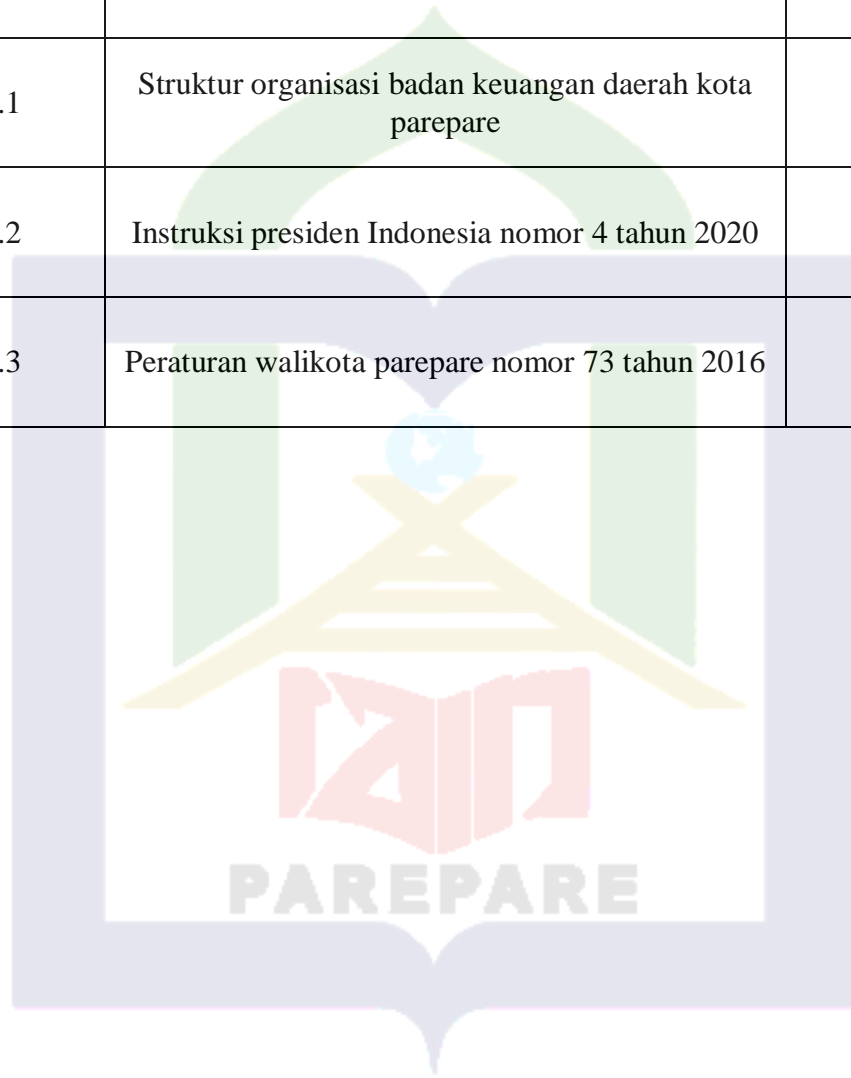 .1
Struktur organisasi badan keuangan daerah kota
parepare
.2
Instruksi presiden Indonesia nomor 4 tahun 2020
.3
Peraturan walikota parepare nomor 73 tahun 2016
PAREPARE